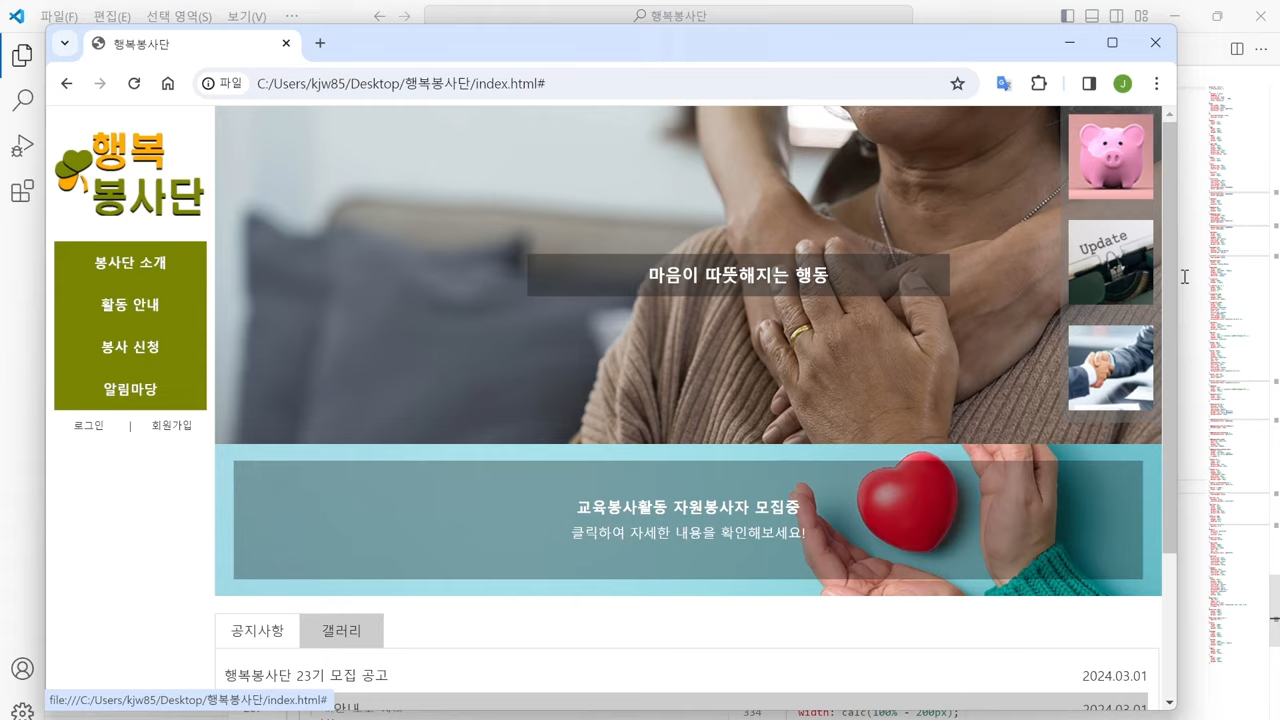 파일(F) 편집(E) 선택 영역(S) 보기(V) ··· 행복봉사단
행복봉사단
파일 C:/Users/kjw85/Desktop/행복봉사단/index.html# J
행복
봉사단
봉사단 소개
활동 안내
봉사 신청
알림마당
로그인 | 회원가입
마음이 따뜻해지는 행동
Update
교육봉사활동 자원봉사자 모집중
클릭하여 자세한 내용을 확인해보세요!
행복봉사단 23기 모집 공고 2024.03.01
2024.03.01
file:///C:/Users/kjw85/Desktop/행복봉사단/index.html#
334 width: calc(100% - 200px);